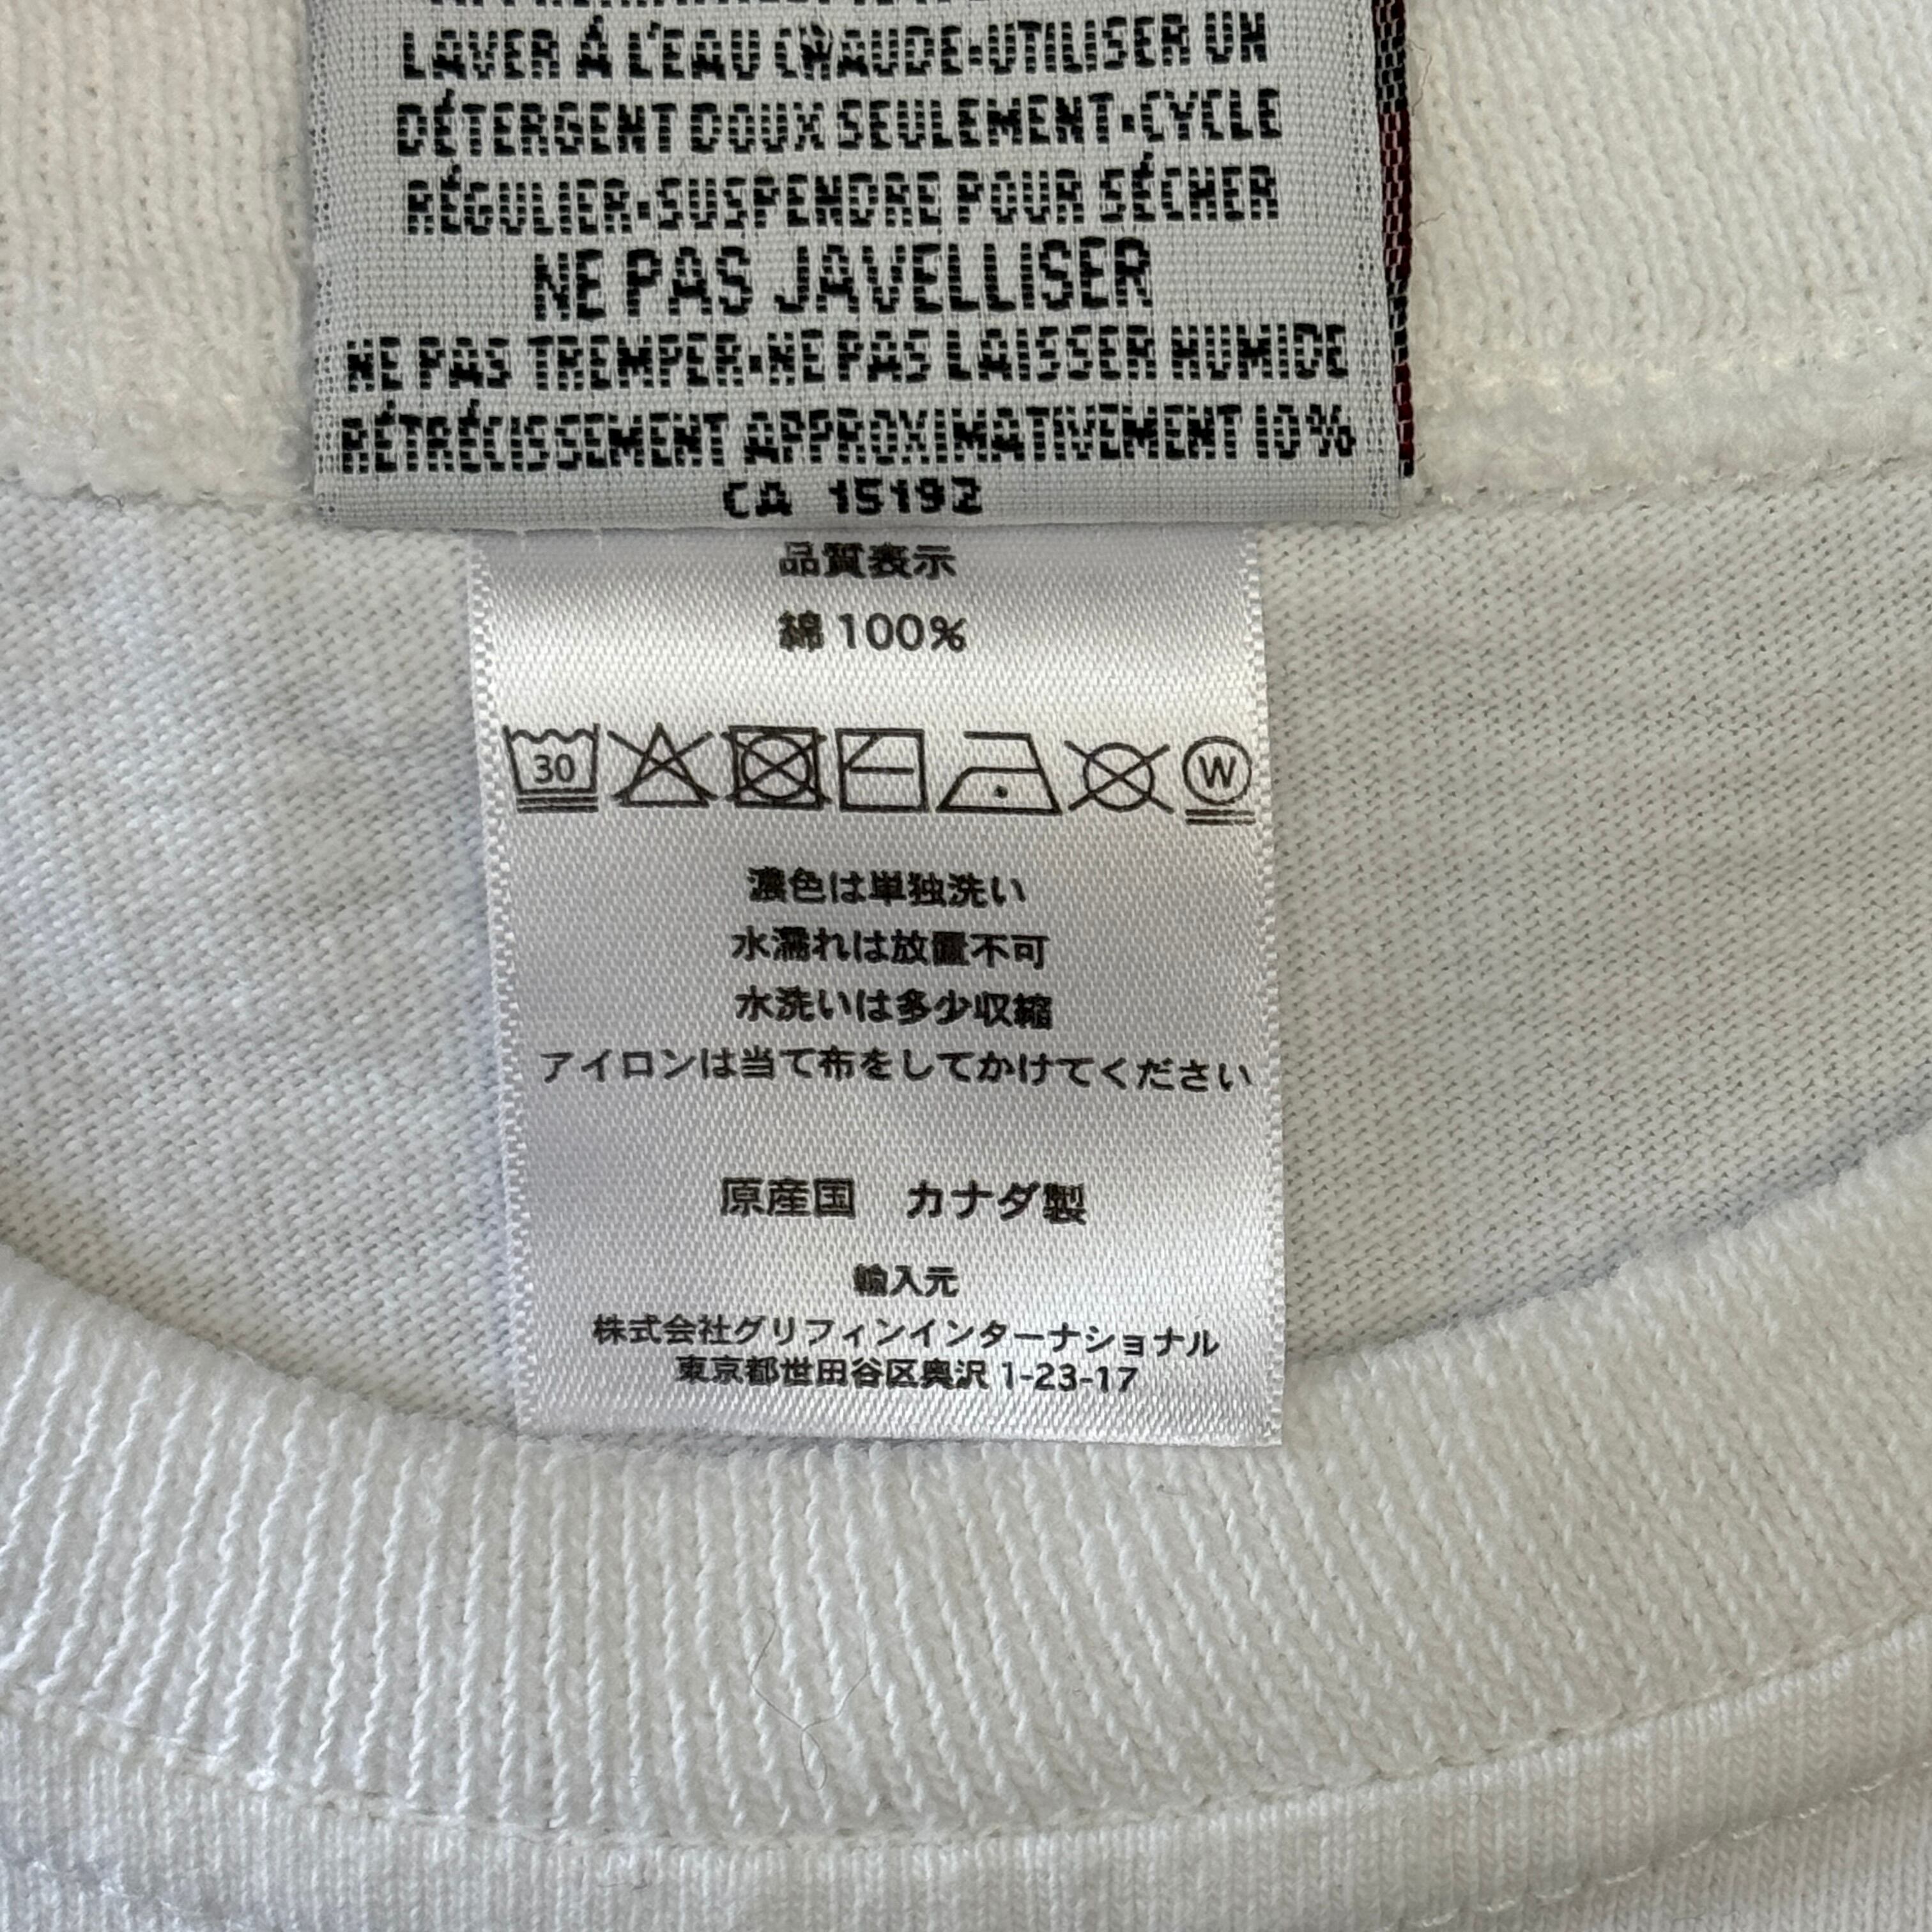 LAVER À L'EAU CHAUDE•UTILISER UN
DÉTERGENT DOUX SEULEMENT•CYCLE
RÉGULIER•SUSPENDRE POUR SÉCHER
NE PAS JAVELLISER
NE PAS TREMPER•NE PAS LAISSER HUMIDE
RÉTRÉCISSEMENT APPROXIMATIVEMENT 10%
CA 15192
品質表示
綿100%
30 W
濃色は単独洗い
水濡れは放置不可
水洗いは多少収縮
アイロンは当て布をしてかけてください
原産国 カナダ製
輸入元
株式会社グリフィンインターナショナル
東京都世田谷区奥沢 1-23-17